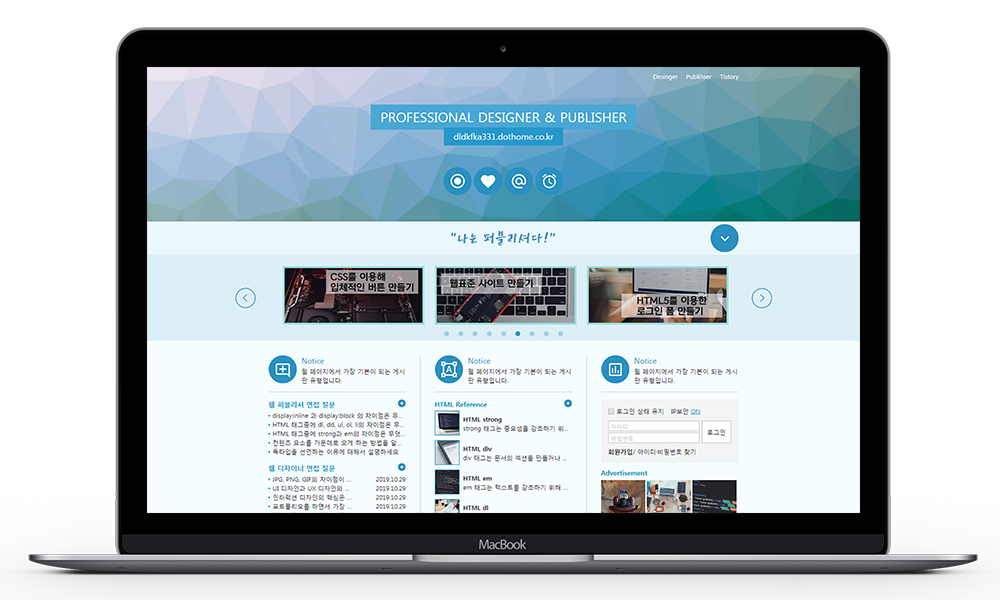 Desinger Publihser Tistory
PROFESSIONAL DESIGNER & PUBLISHER
dldkfka331.dothome.co.kr
"나는 퍼블리셔다!"
CSS를 이용해
입체적인 버튼 만들기
웹표준 사이트 만들기
HTML5를 이용한
로그인 폼 만들기
Notice
웹 페이지에서 가장 기본이 되는 게시
판 유형입니다.
웹 퍼블리셔 면접 질문
display:inline 과 display:block 의 차이점은 무...
HTML 태그중에 dl, dd, ul, ol, li의 차이점은 무...
HTML 태그중에 strong과 em의 차이점은 무엇...
컨텐츠 요소를 가운데로 오게 하는 방법을 말...
독타입을 선언하는 이유에 대해서 설명하세요
웹 디자이너 면접 질문
JPG, PNG, GIF의 차이점이 ... 2019.10.29
UI 디자인과 UX 디자인의 ... 2019.10.29
인터랙션 디자인의 핵심은 ... 2019.10.29
포트폴리오를 하면서 가장 ... 2019.10.29
Notice
웹 페이지에서 가장 기본이 되는 게시
판 유형입니다.
HTML Reference
HTML strong
strong 태그는 중요성을 강조하기 위...
HTML div
div 태그는 문서의 섹션을 만들거나 ...
HTML em
em 태그는 텍스트를 강조하기 위해 ...
HTML dl
Notice
웹 페이지에서 가장 기본이 되는 게시
판 유형입니다.
로그인 상태 유지 IP보안 ON
아이디
비밀번호
로그인
회원가입/ 아이디·비밀번호 찾기
Advertisement
MacBook